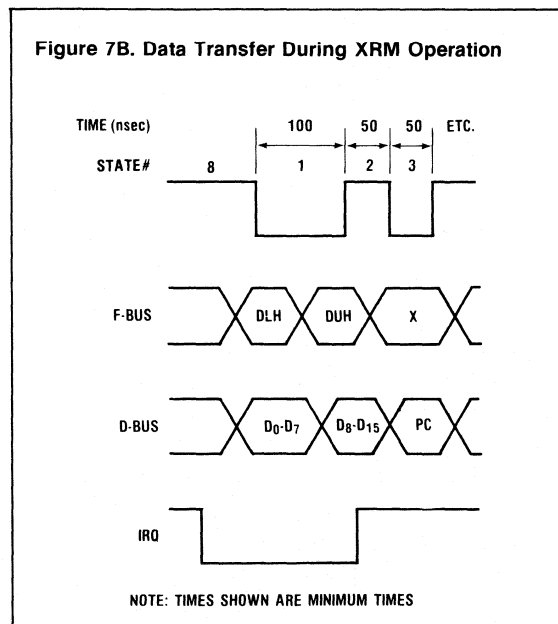 Figure 7B. Data Transfer During XRM Operation
TIME (nsec) 100 50 50 ETC.
STATE# 8 1 2 3
F-BUS DLH DUH X
D-BUS D0-D7 D8-D15 PC
IRQ
NOTE: TIMES SHOWN ARE MINIMUM TIMES